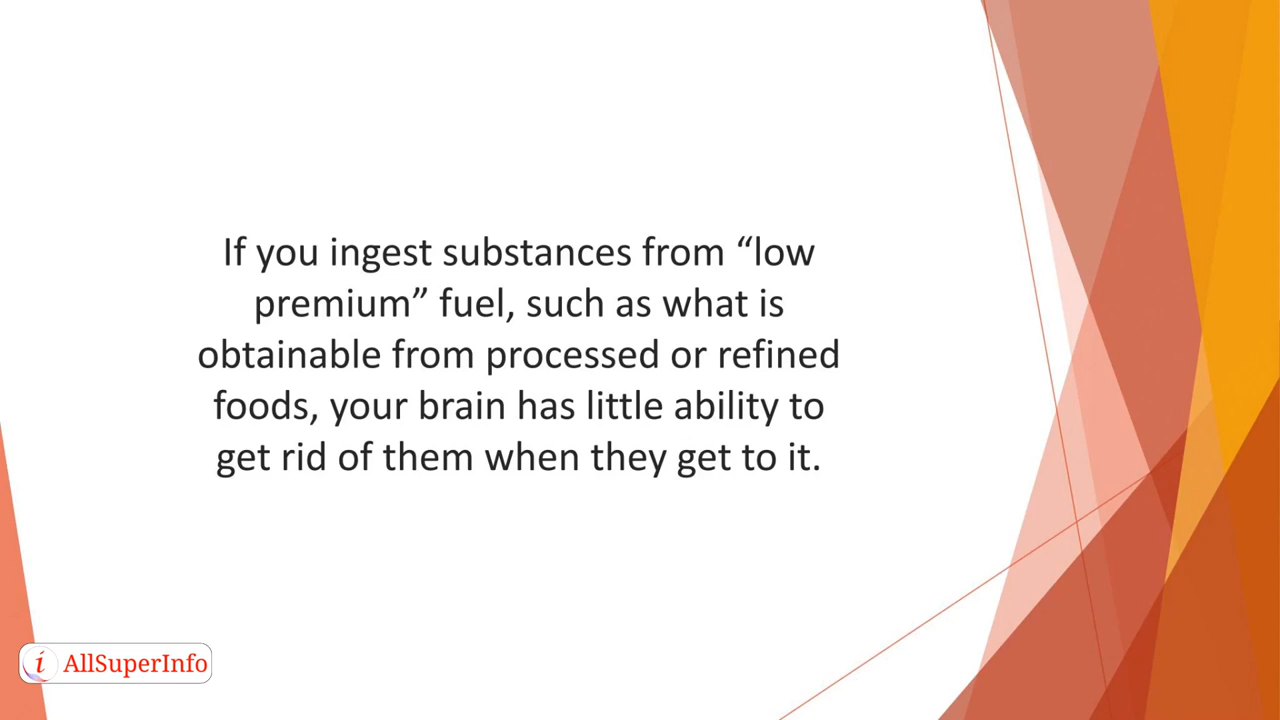 If you ingest substances from “low
premium” fuel, such as what is
obtainable from processed or refined
foods, your brain has little ability to
get rid of them when they get to it.
i AllSuperInfo